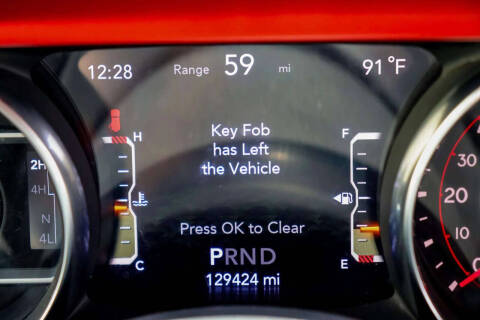 12:28 Range 59 mi 91°F
Key Fob
has Left
the Vehicle
Press OK to Clear
PRND
129424 mi
H
C
F
E
2H
4H
N
4L
30
20
10
0